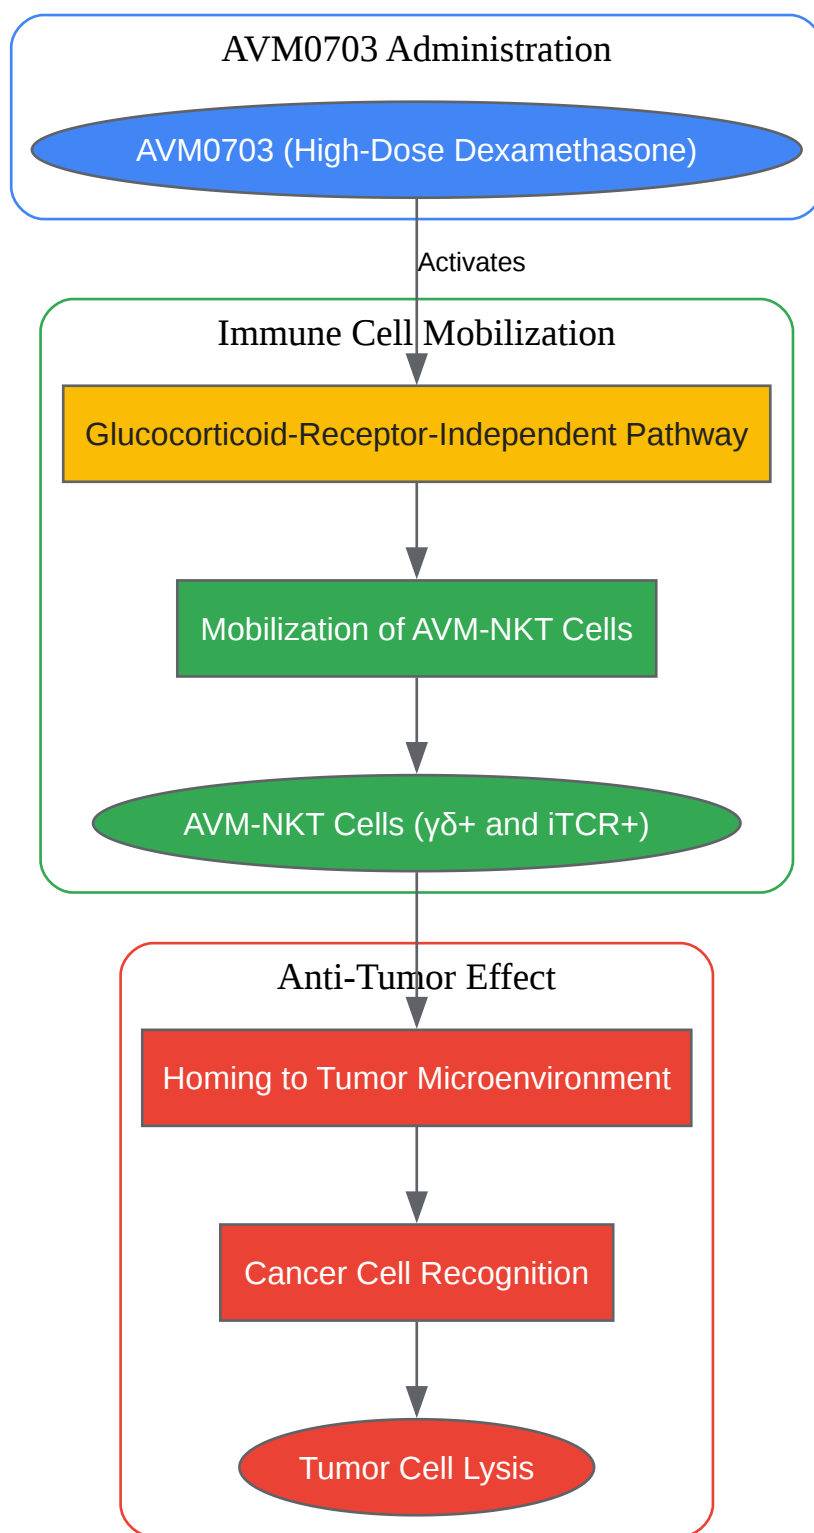 AVM0703 Administration
AVM0703 (High-Dose Dexamethasone)
Activates
Immune Cell Mobilization
Glucocorticoid-Receptor-Independent Pathway
Mobilization of AVM-NKT Cells
AVM-NKT Cells (γδ+ and iTCR+)
Anti-Tumor Effect
Homing to Tumor Microenvironment
Cancer Cell Recognition
Tumor Cell Lysis